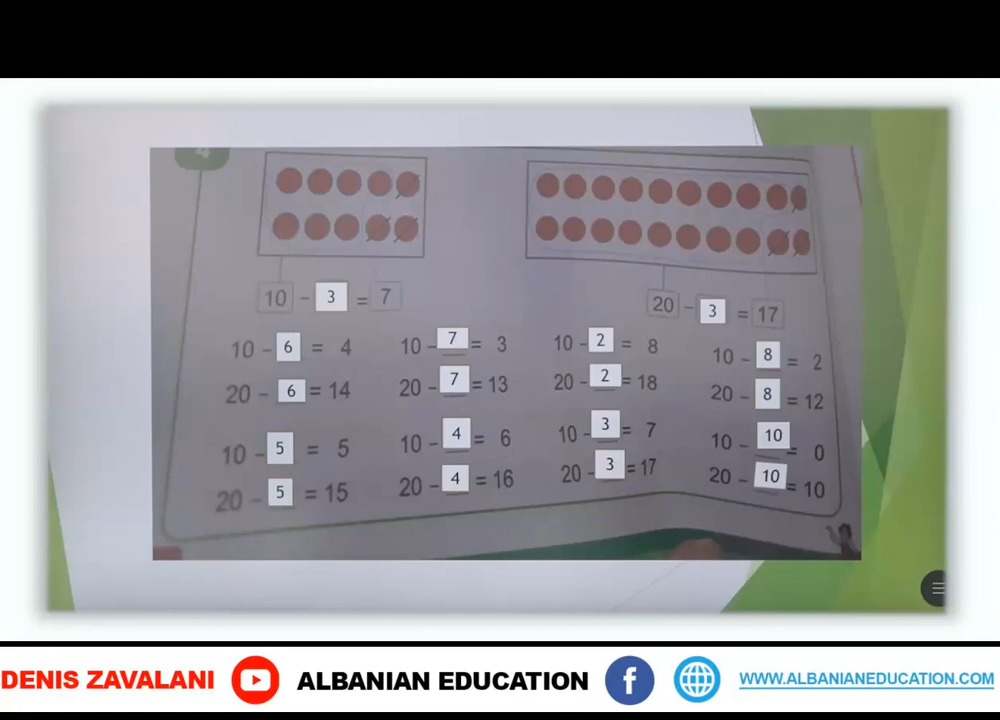 4
10 - 3 = 7
20 - 3 = 17
10 - 6 = 4
10 - 7 = 3
10 - 2 = 8
10 - 8 = 2
20 - 6 = 14
20 - 7 = 13
20 - 2 = 18
20 - 8 = 12
10 - 5 = 5
10 - 4 = 6
10 - 3 = 7
10 - 10 = 0
20 - 5 = 15
20 - 4 = 16
20 - 3 = 17
20 - 10 = 10
DENIS ZAVALANI ALBANIAN EDUCATION f WWW.ALBANIANEDUCATION.COM